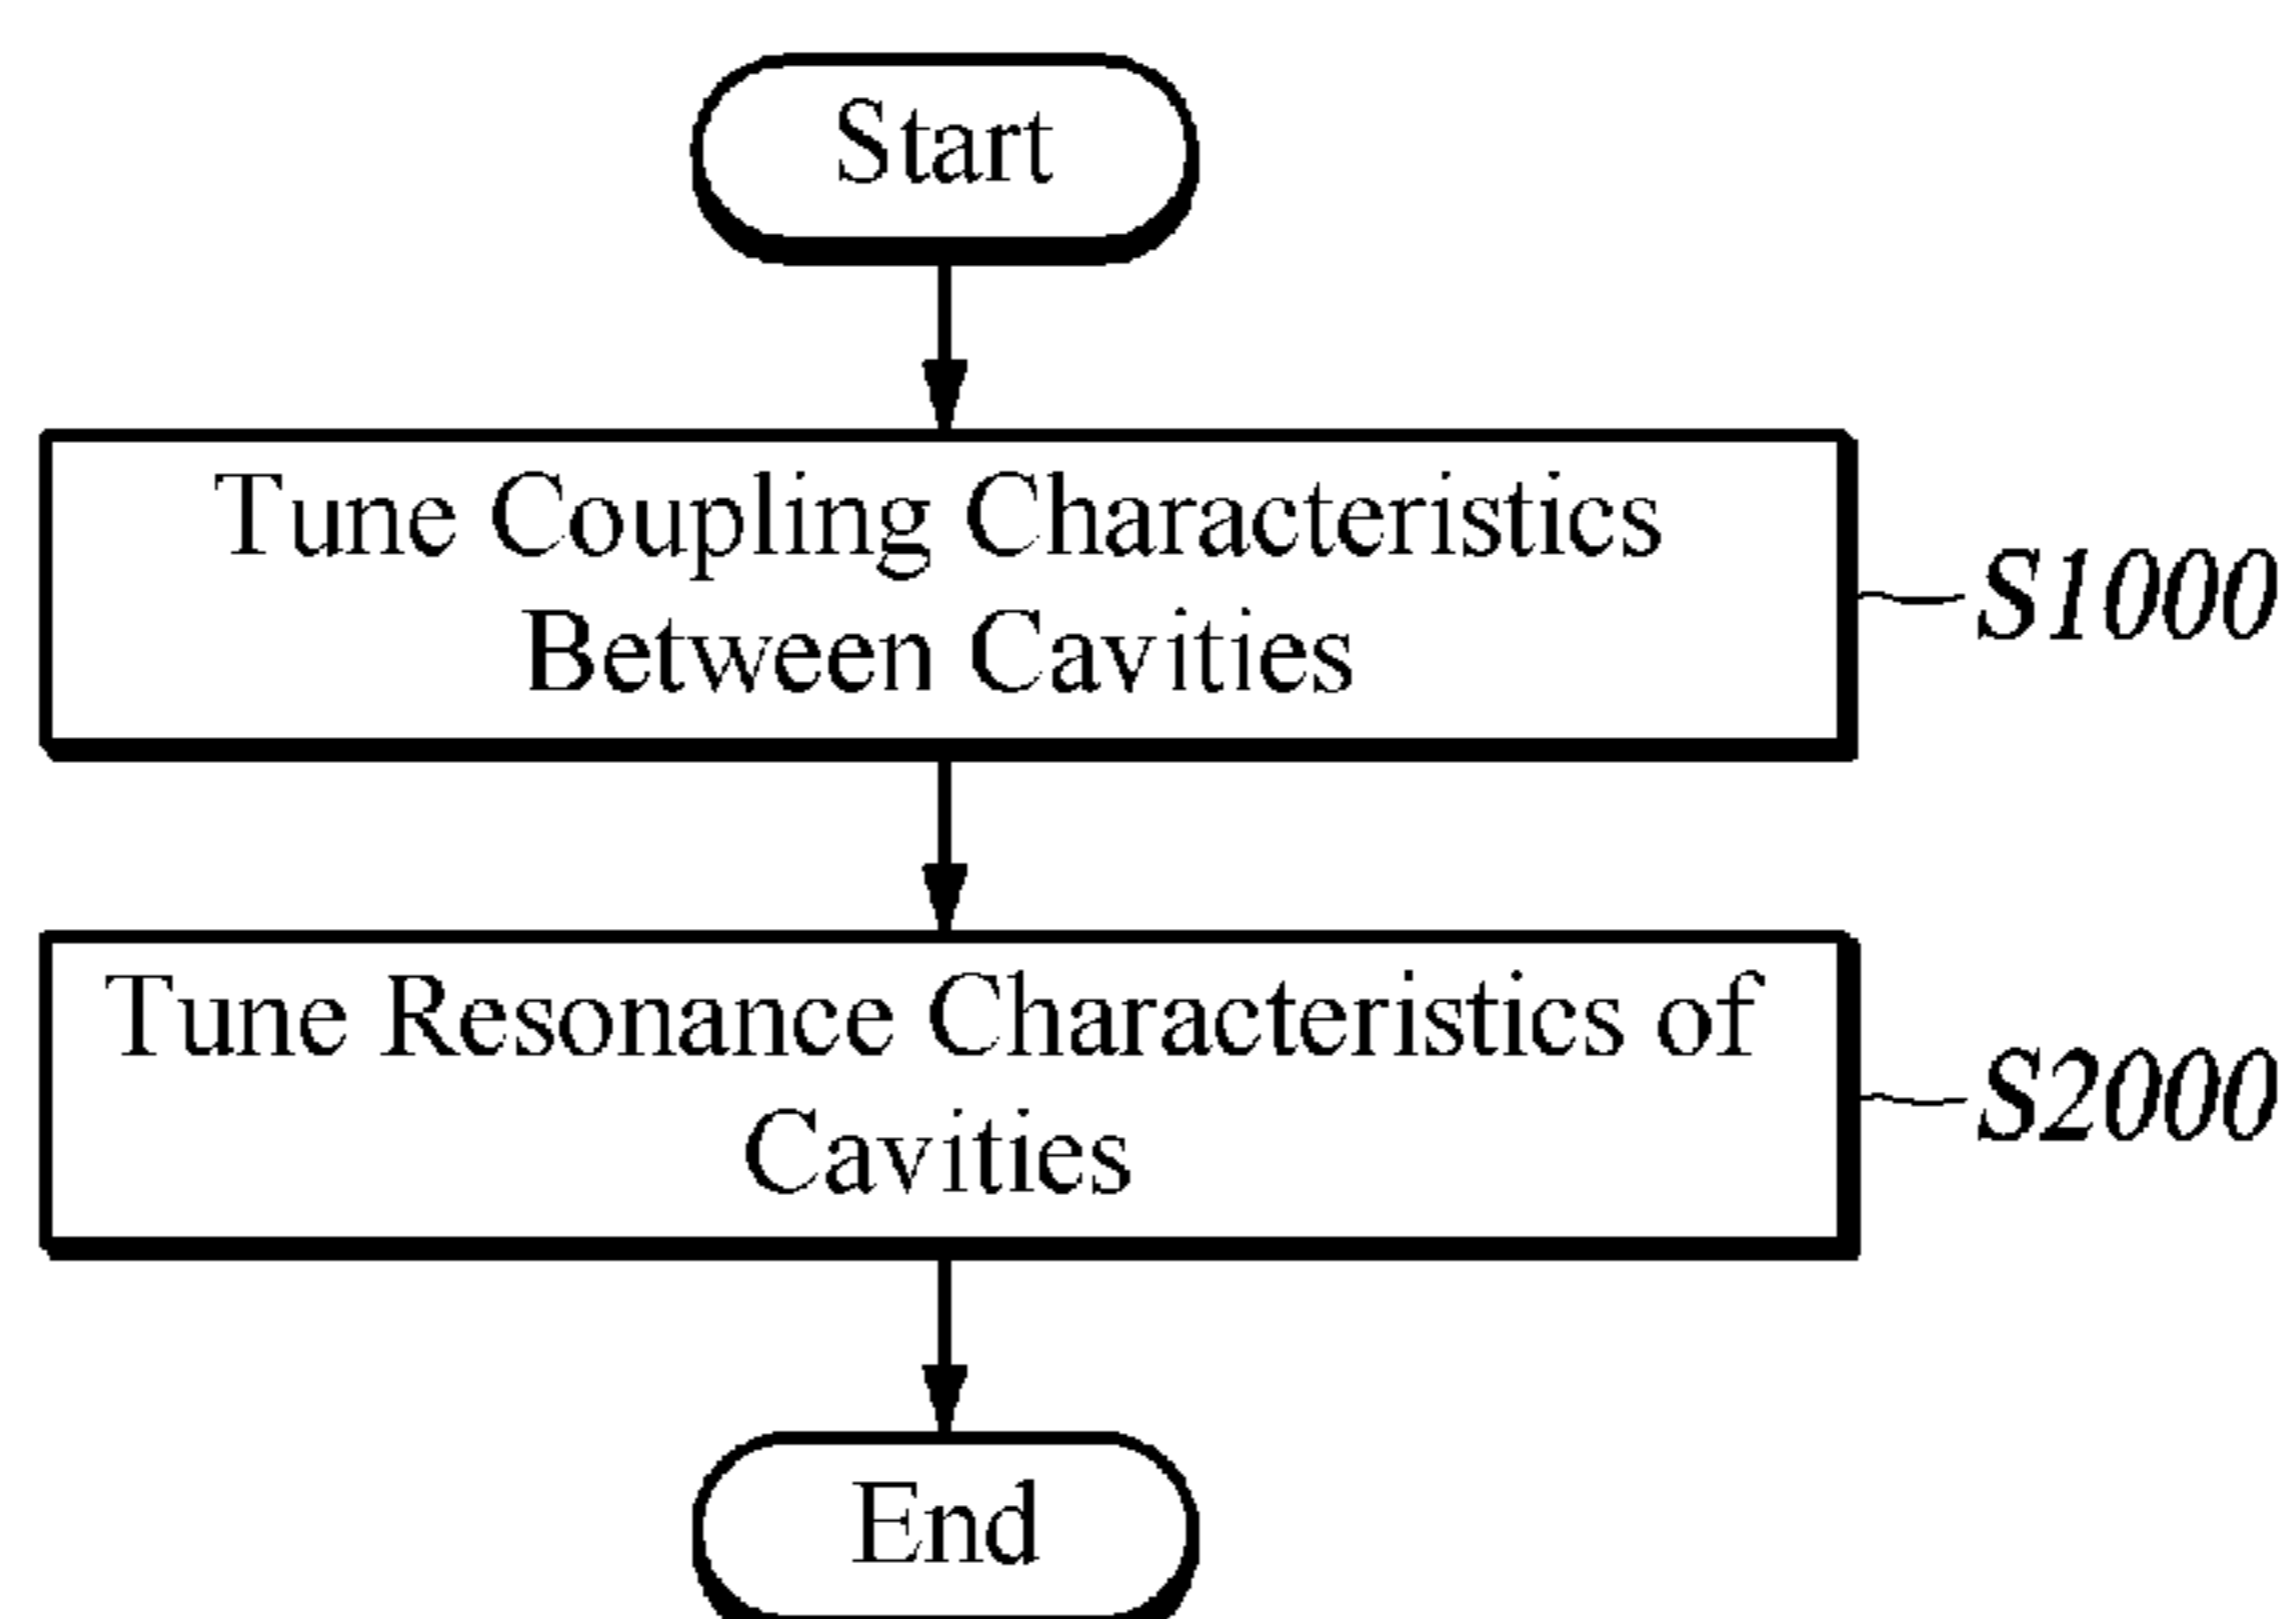 Start
Tune Coupling Characteristics
Between Cavities
S1000
Tune Resonance Characteristics of
Cavities
S2000
End